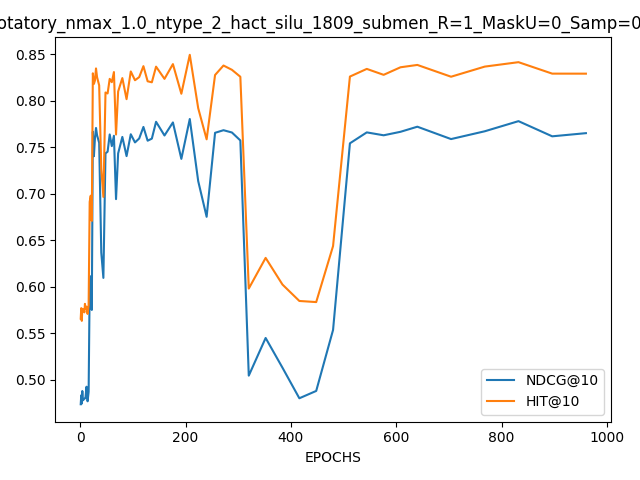 otatory_nmax_1.0_ntype_2_hact_silu_1809_submen_R=1_MaskU=0_Samp=0
0.85
0.80
0.75
0.70
0.65
0.60
0.55
0.50
NDCG@10
HIT@10
0 200 400 600 800 1000
EPOCHS